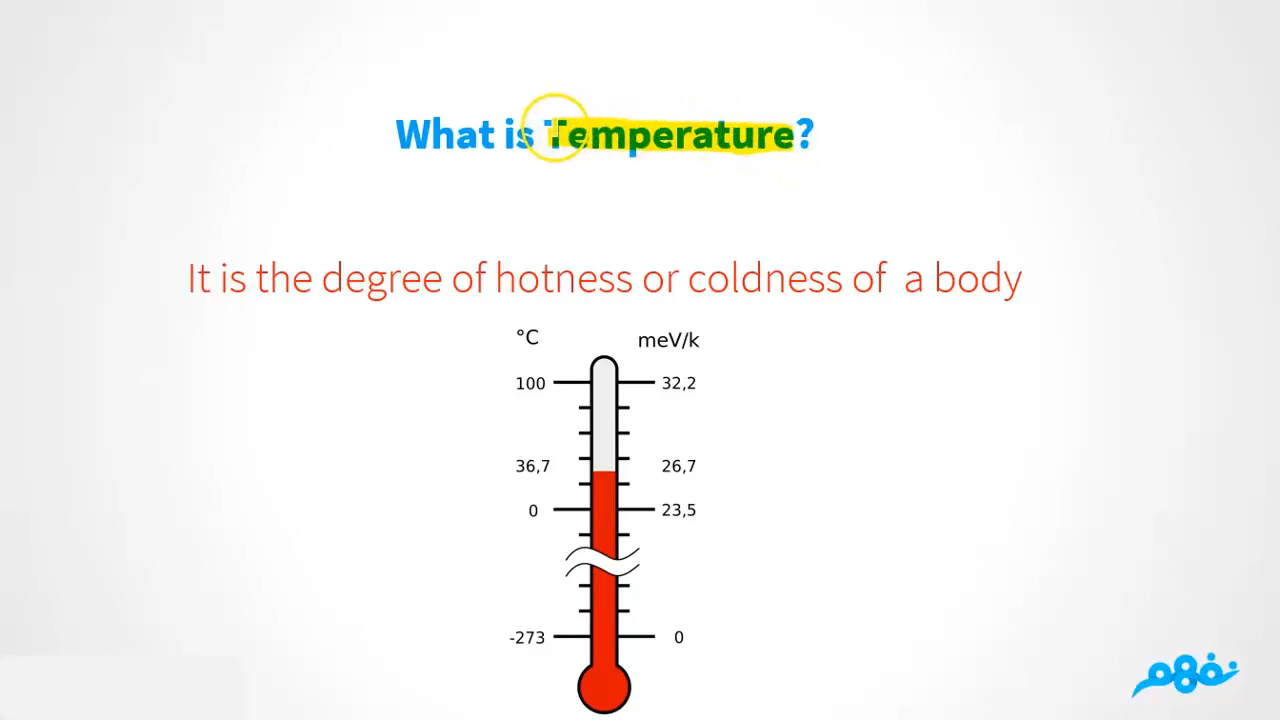 What is Temperature?
It is the degree of hotness or coldness of a body
°C meV/k
100 32,2
36,7 26,7
0 23,5
-273 0
نفهم